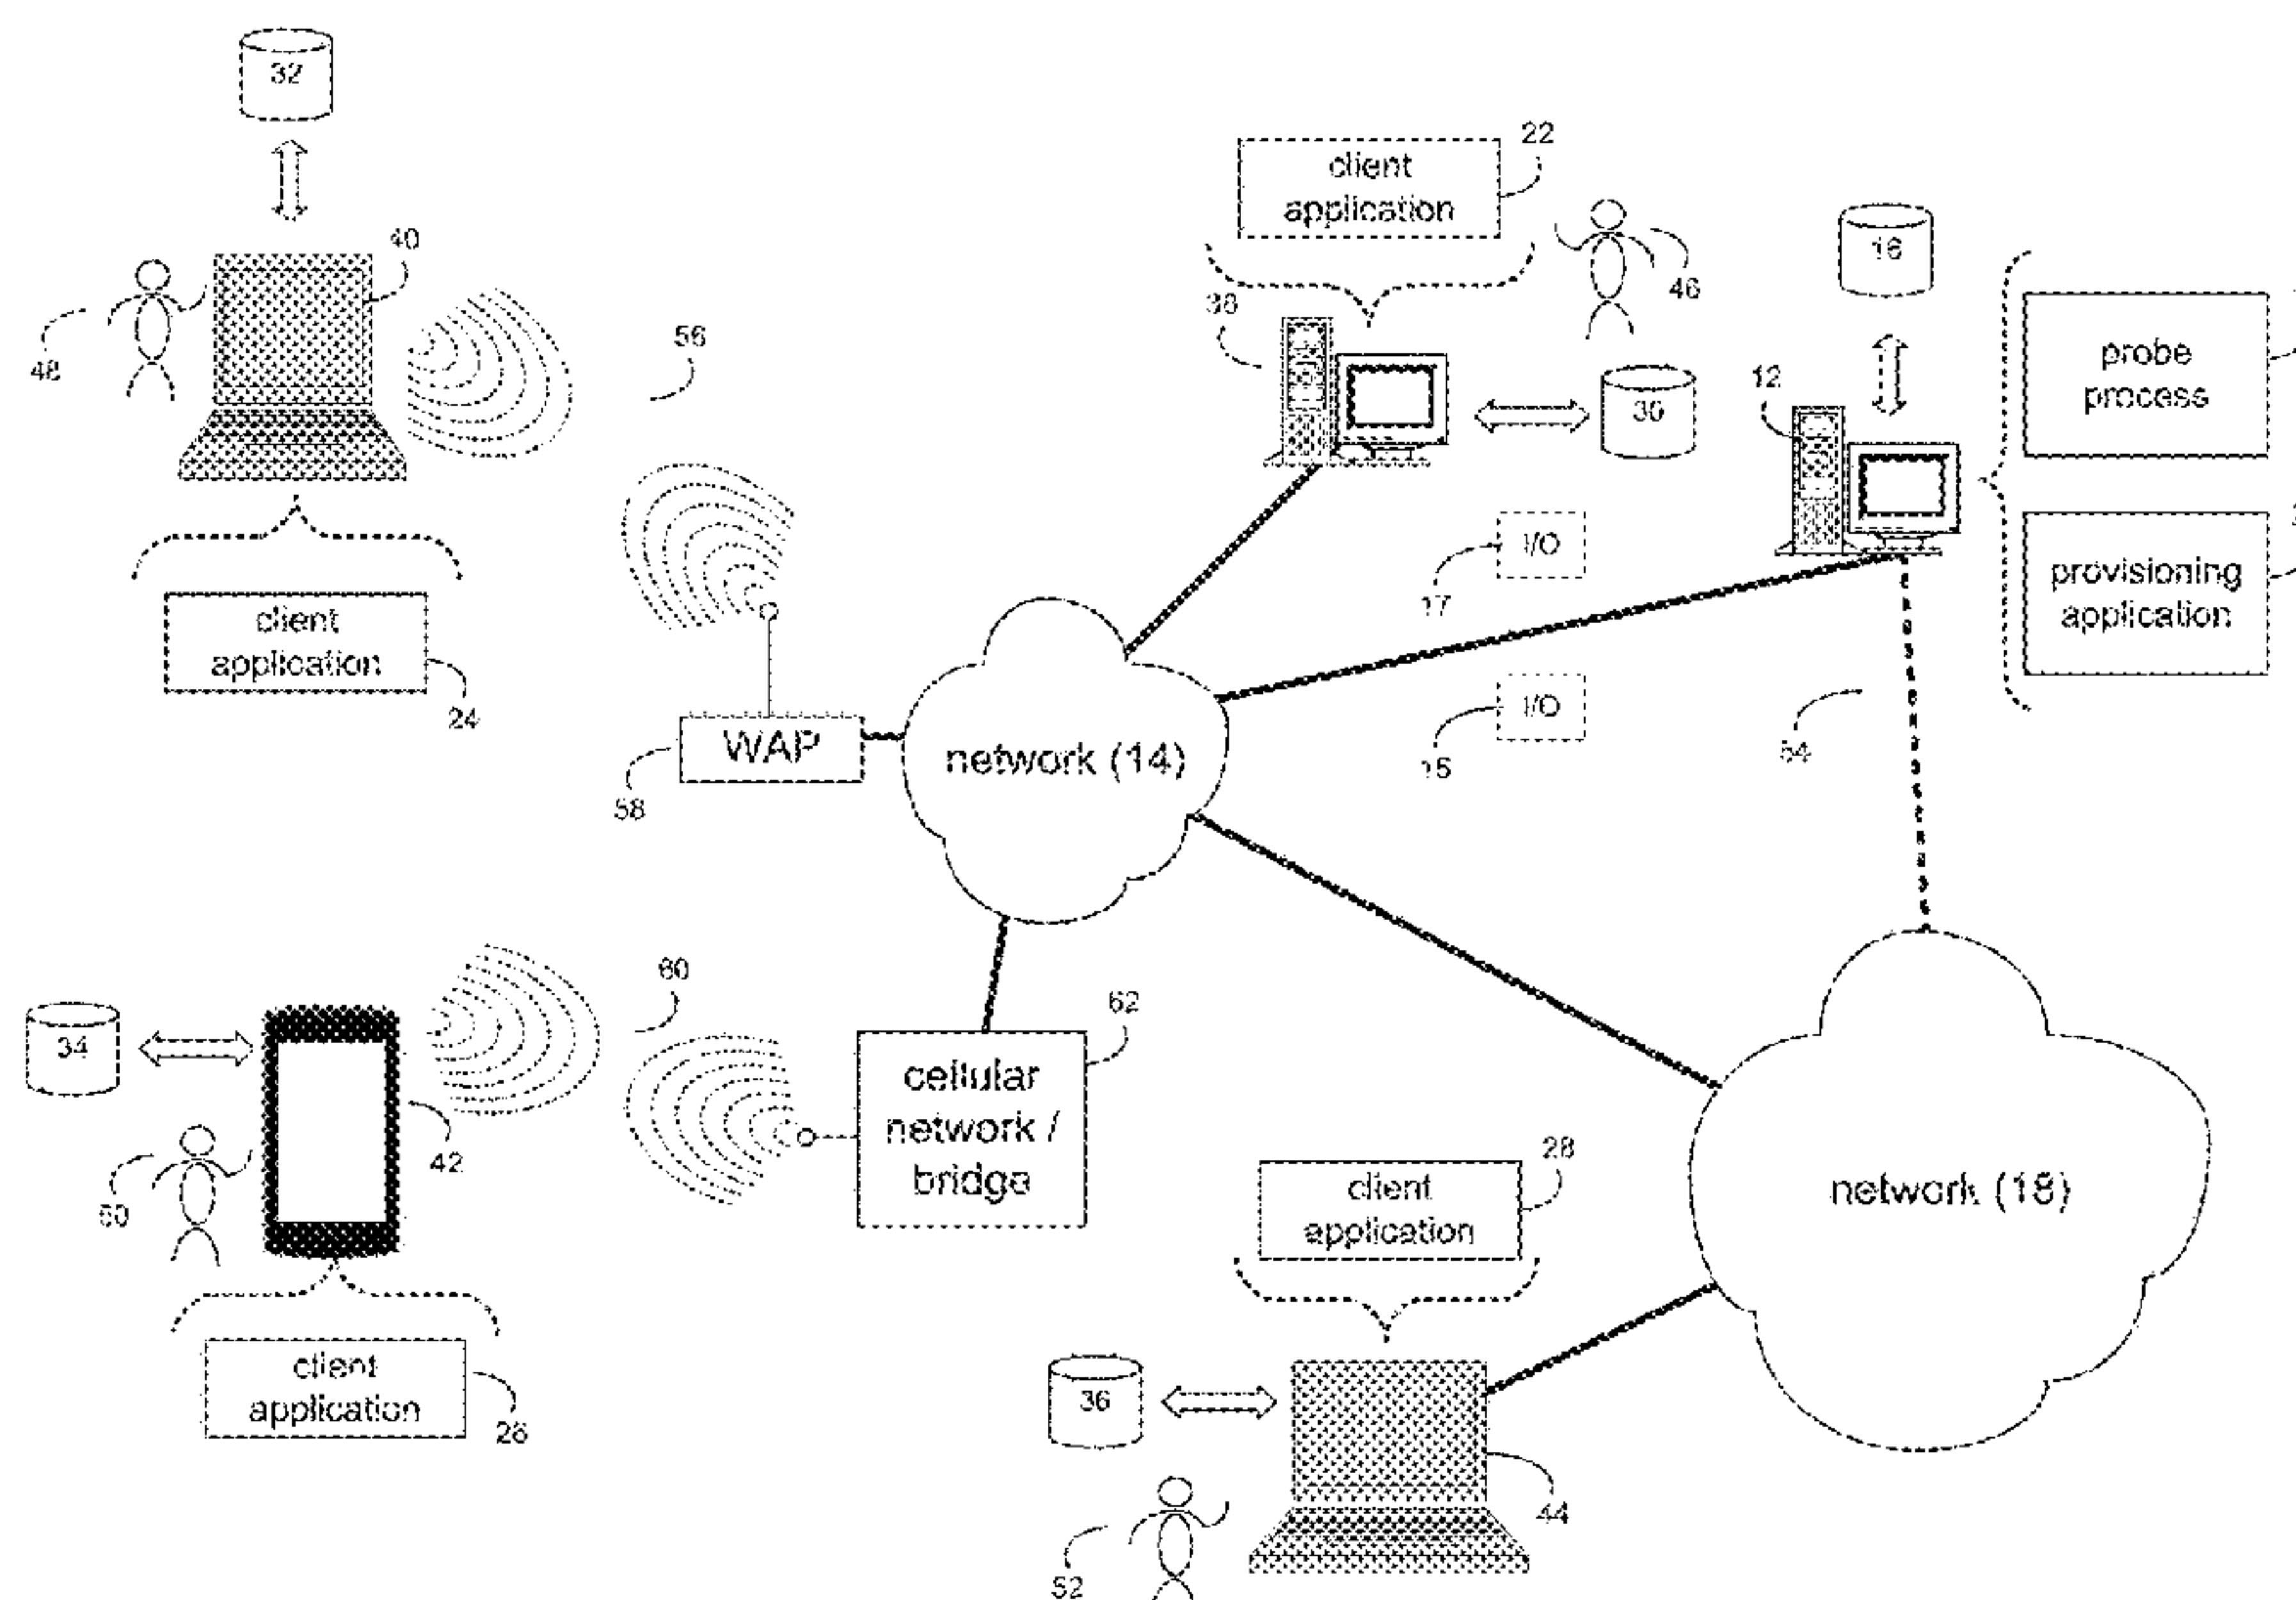 32
40
48
56
client
application
24
22
client
application
46
38
30
16
12
probe
process
provisioning
application
I/O
17
I/O
15
54
WAP
58
network (14)
60
62
cellular
network /
bridge
34
42
50
client
application
26
28
client
application
network (18)
36
44
52